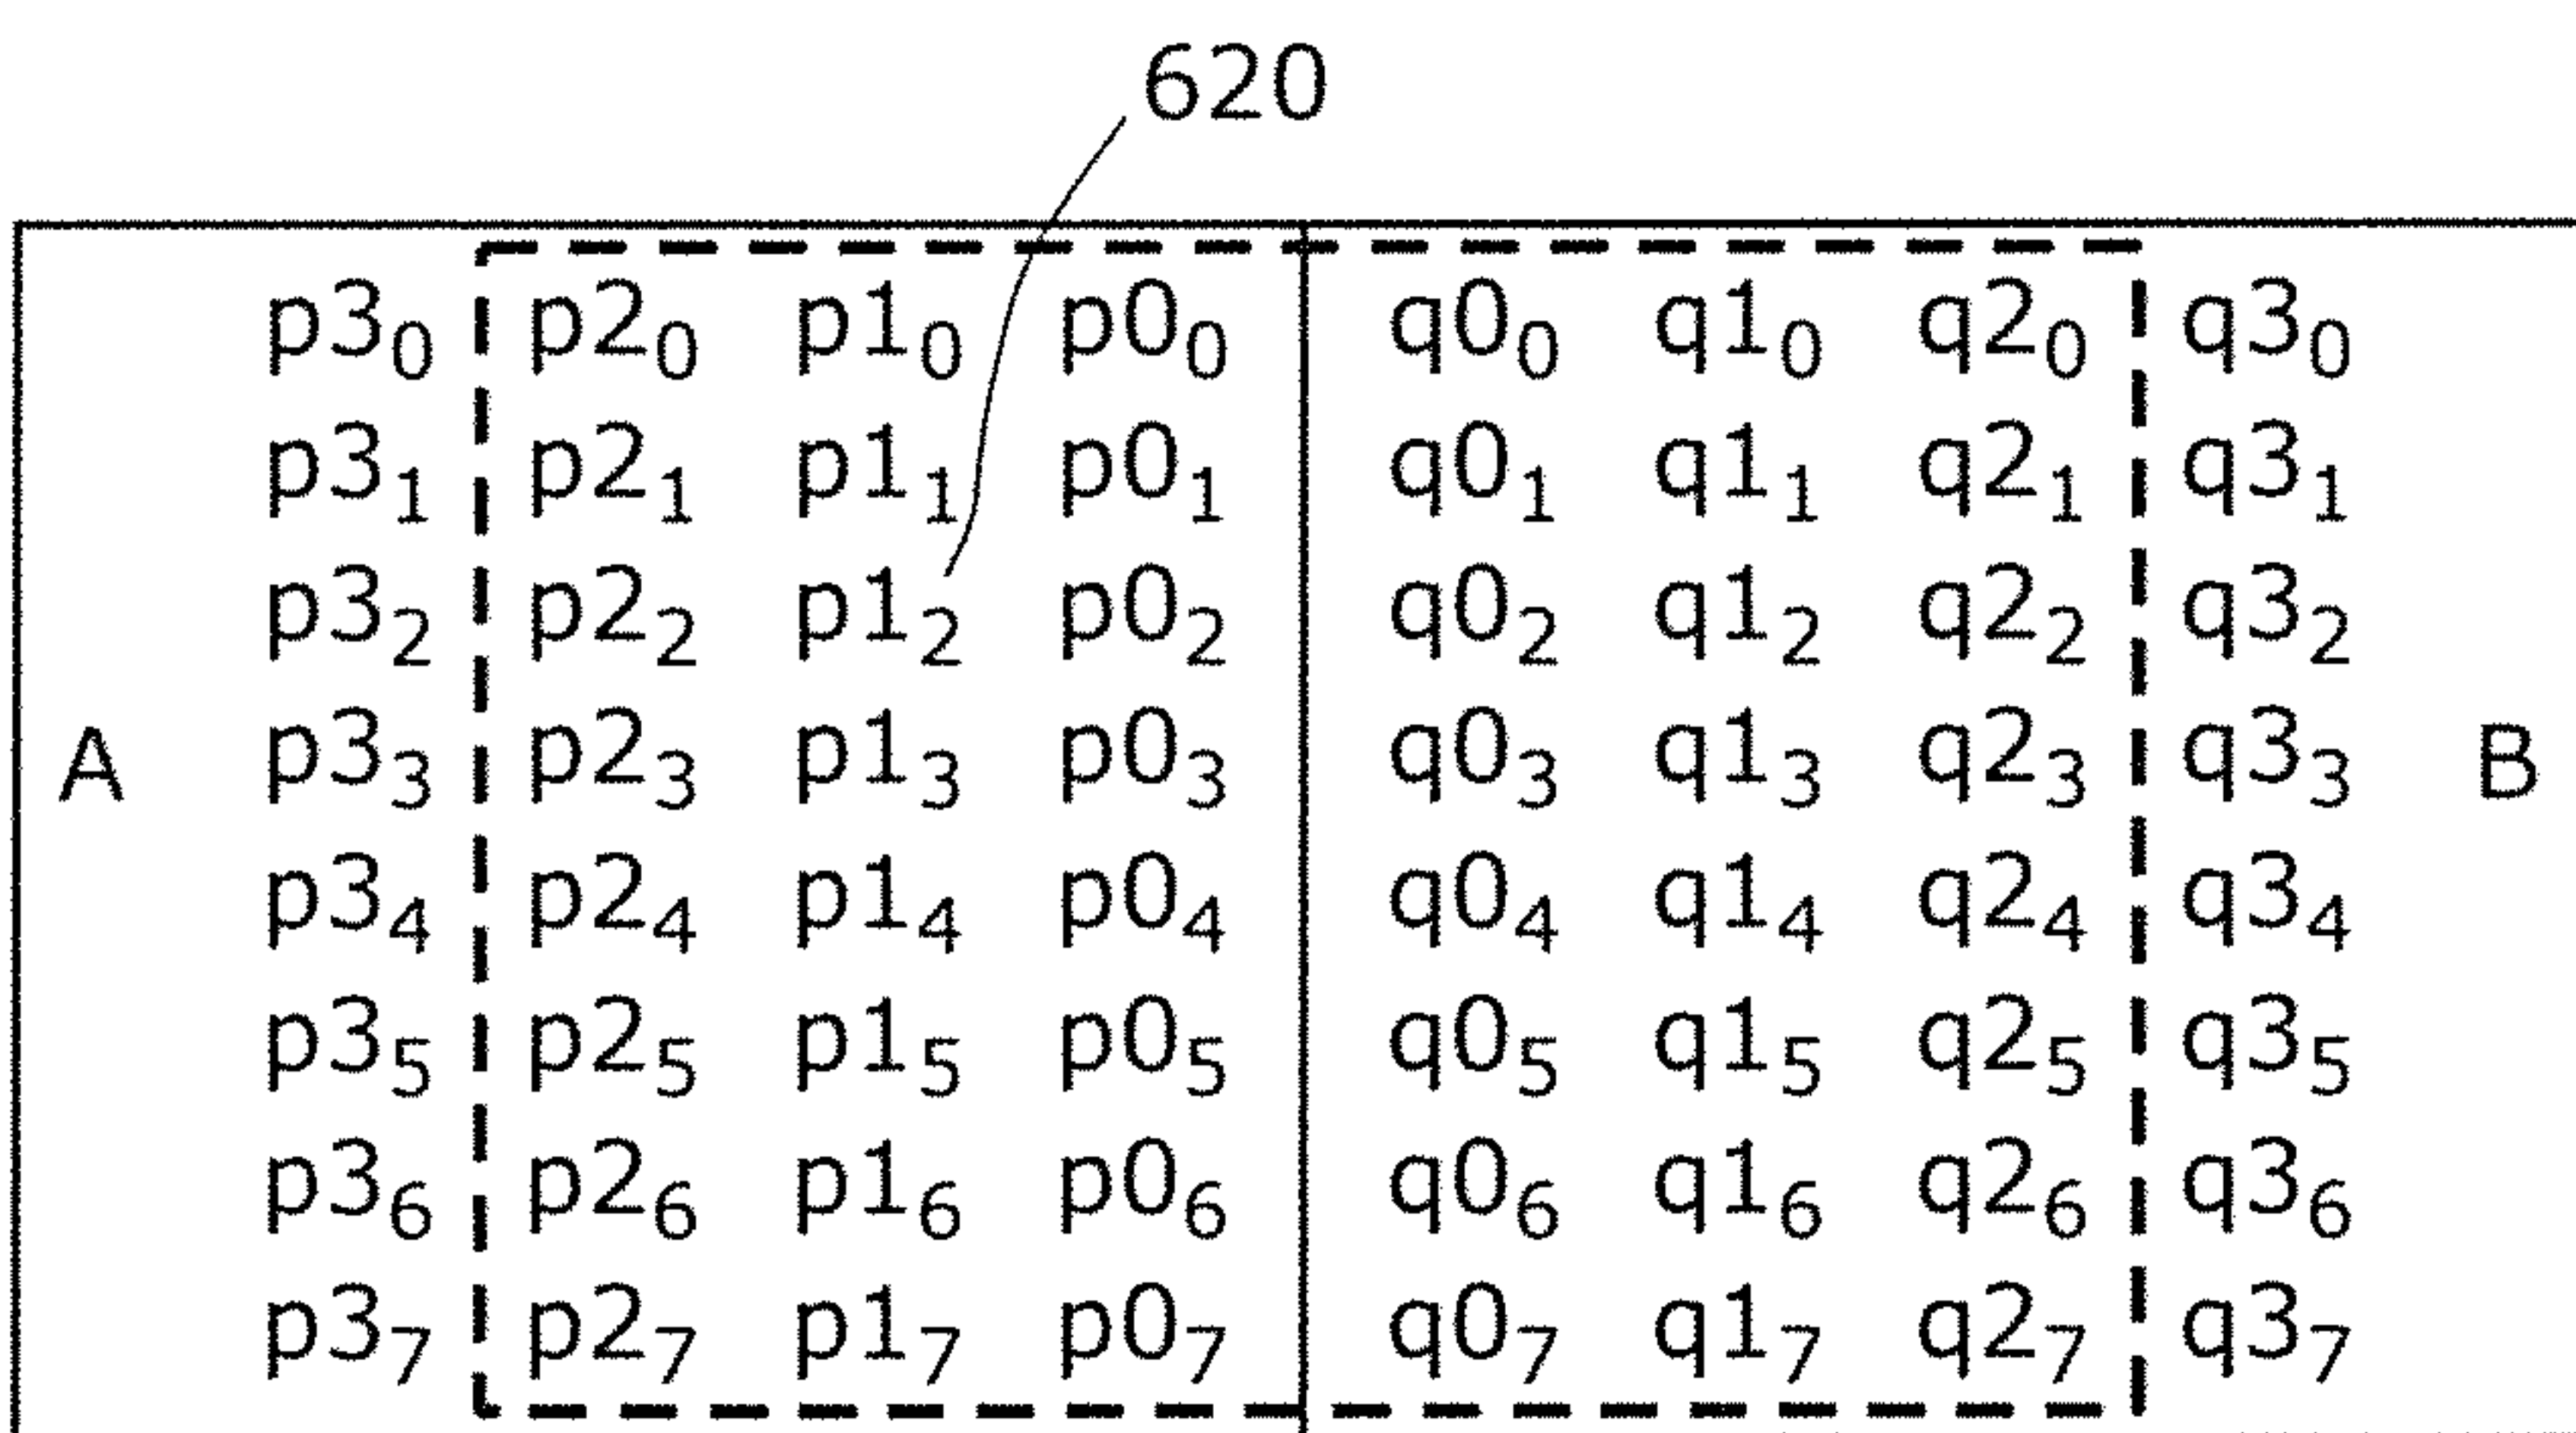 620
p3₀ p2₀ p1₀ p0₀ q0₀ q1₀ q2₀ q3₀
p3₁ p2₁ p1₁ p0₁ q0₁ q1₁ q2₁ q3₁
p3₂ p2₂ p1₂ p0₂ q0₂ q1₂ q2₂ q3₂
A p3₃ p2₃ p1₃ p0₃ q0₃ q1₃ q2₃ q3₃ B
p3₄ p2₄ p1₄ p0₄ q0₄ q1₄ q2₄ q3₄
p3₅ p2₅ p1₅ p0₅ q0₅ q1₅ q2₅ q3₅
p3₆ p2₆ p1₆ p0₆ q0₆ q1₆ q2₆ q3₆
p3₇ p2₇ p1₇ p0₇ q0₇ q1₇ q2₇ q3₇